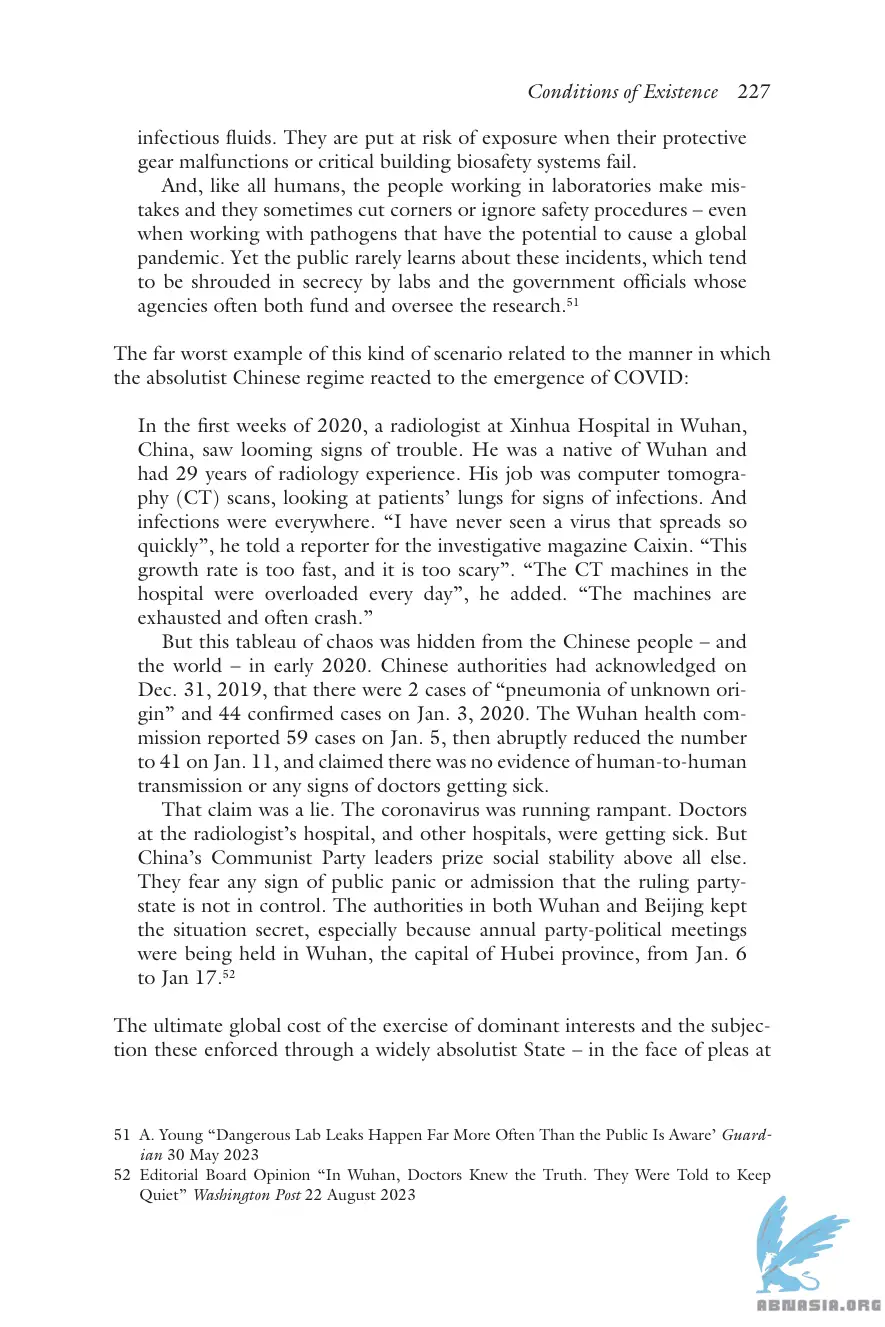 Conditions of Existence 227
infectious fluids. They are put at risk of exposure when their protective
gear malfunctions or critical building biosafety systems fail.
And, like all humans, the people working in laboratories make mis-
takes and they sometimes cut corners or ignore safety procedures – even
when working with pathogens that have the potential to cause a global
pandemic. Yet the public rarely learns about these incidents, which tend
to be shrouded in secrecy by labs and the government officials whose
agencies often both fund and oversee the research.51
The far worst example of this kind of scenario related to the manner in which
the absolutist Chinese regime reacted to the emergence of COVID:
In the first weeks of 2020, a radiologist at Xinhua Hospital in Wuhan,
China, saw looming signs of trouble. He was a native of Wuhan and
had 29 years of radiology experience. His job was computer tomogra-
phy (CT) scans, looking at patients’ lungs for signs of infections. And
infections were everywhere. “I have never seen a virus that spreads so
quickly”, he told a reporter for the investigative magazine Caixin. “This
growth rate is too fast, and it is too scary”. “The CT machines in the
hospital were overloaded every day”, he added. “The machines are
exhausted and often crash.”
But this tableau of chaos was hidden from the Chinese people – and
the world – in early 2020. Chinese authorities had acknowledged on
Dec. 31, 2019, that there were 2 cases of “pneumonia of unknown ori-
gin” and 44 confirmed cases on Jan. 3, 2020. The Wuhan health com-
mission reported 59 cases on Jan. 5, then abruptly reduced the number
to 41 on Jan. 11, and claimed there was no evidence of human-to-human
transmission or any signs of doctors getting sick.
That claim was a lie. The coronavirus was running rampant. Doctors
at the radiologist’s hospital, and other hospitals, were getting sick. But
China’s Communist Party leaders prize social stability above all else.
They fear any sign of public panic or admission that the ruling party-
state is not in control. The authorities in both Wuhan and Beijing kept
the situation secret, especially because annual party-political meetings
were being held in Wuhan, the capital of Hubei province, from Jan. 6
to Jan 17.52
The ultimate global cost of the exercise of dominant interests and the subjec-
tion these enforced through a widely absolutist State – in the face of pleas at
51 A. Young “Dangerous Lab Leaks Happen Far More Often Than the Public Is Aware’ Guard-
ian 30 May 2023
52 Editorial Board Opinion “In Wuhan, Doctors Knew the Truth. They Were Told to Keep
Quiet” Washington Post 22 August 2023
ABNASIA.ORG